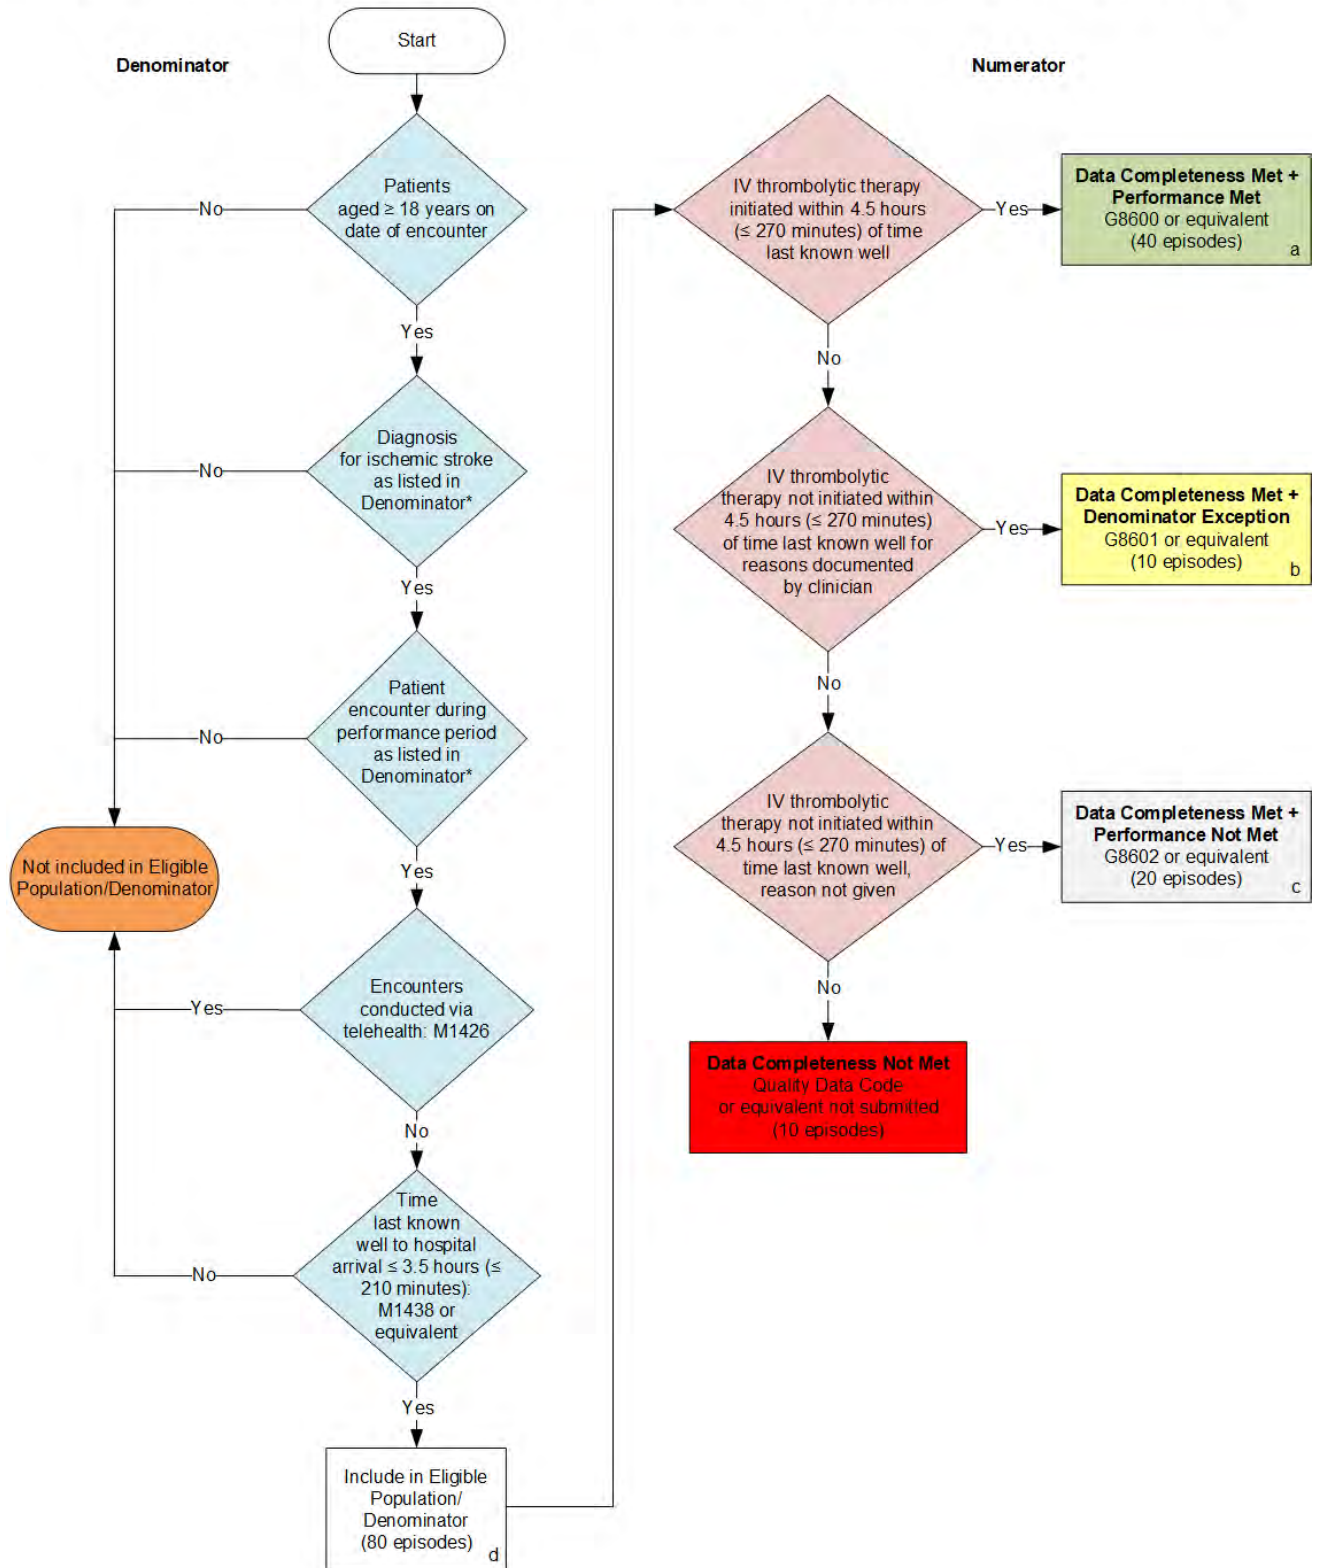 Start
Denominator
Patients
aged ≥ 18 years on
date of encounter
No
Yes
Diagnosis
for ischemic stroke
as listed in
Denominator*
No
Yes
Patient
encounter during
performance period
as listed in
Denominator*
No
Yes
Not included in Eligible
Population/Denominator
Encounters
conducted via
telehealth: M1426
Yes
No
Time
last known
well to hospital
arrival ≤ 3.5 hours (≤
210 minutes):
M1438 or
equivalent
No
Yes
Include in Eligible
Population/
Denominator
(80 episodes)
d
Numerator
IV thrombolytic therapy
initiated within 4.5 hours
(≤ 270 minutes) of time
last known well
Yes
Data Completeness Met +
Performance Met
G8600 or equivalent
(40 episodes)
a
No
IV thrombolytic
therapy not initiated within
4.5 hours (≤ 270 minutes)
of time last known well for
reasons documented
by clinician
Yes
Data Completeness Met +
Denominator Exception
G8601 or equivalent
(10 episodes)
b
No
IV thrombolytic
therapy not initiated within
4.5 hours (≤ 270 minutes) of
time last known well,
reason not given
Yes
Data Completeness Met +
Performance Not Met
G8602 or equivalent
(20 episodes)
c
No
Data Completeness Not Met
Quality Data Code
or equivalent not submitted
(10 episodes)